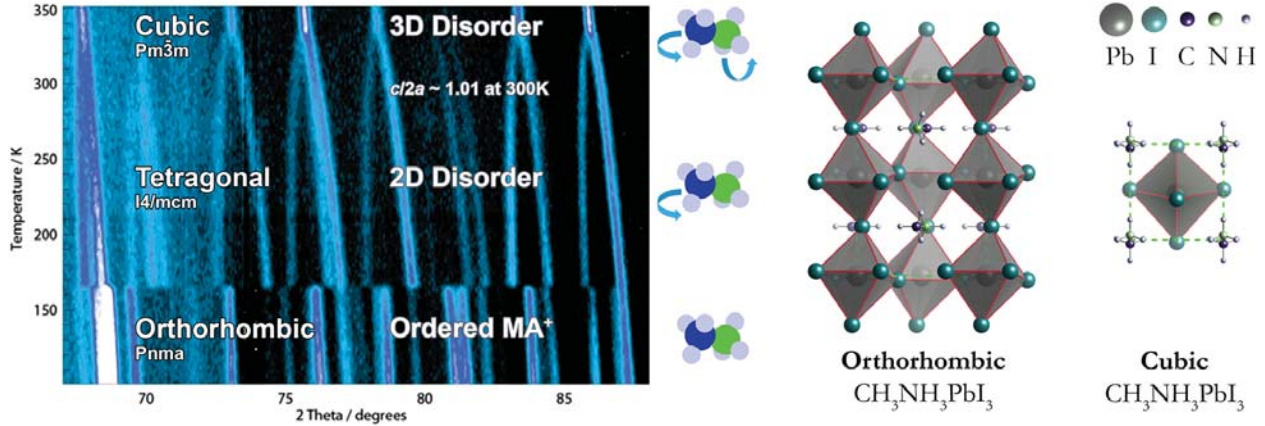 350
300
250
200
150
Temperature / K
Cubic
Pm3̄m
3D Disorder
c/2a ~ 1.01 at 300K
Tetragonal
I4/mcm
2D Disorder
Orthorhombic
Pnma
Ordered MA⁺
70 75 80 85
2 Theta / degrees
Orthorhombic
CH₃NH₃PbI₃
Pb I C N H
Cubic
CH₃NH₃PbI₃